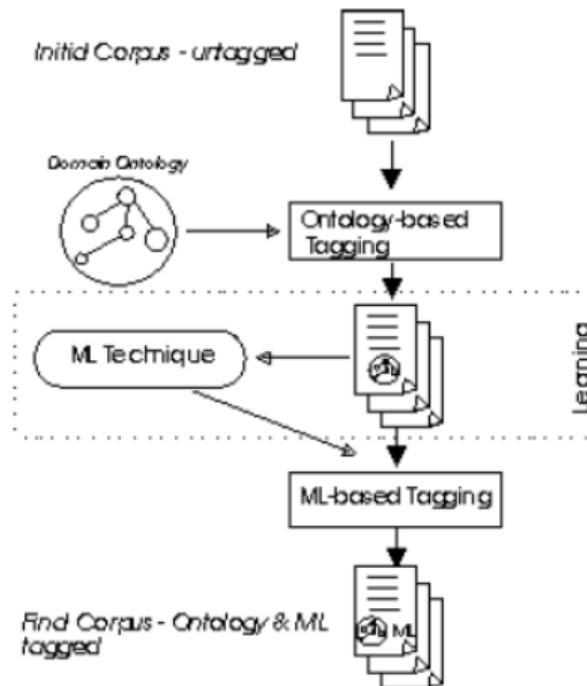 Initial Corpus - untagged
Domain Ontology
Ontology-based
Tagging
ML Technique
Learning
ML-based Tagging
ML
Final Corpus - Ontology & ML
tagged